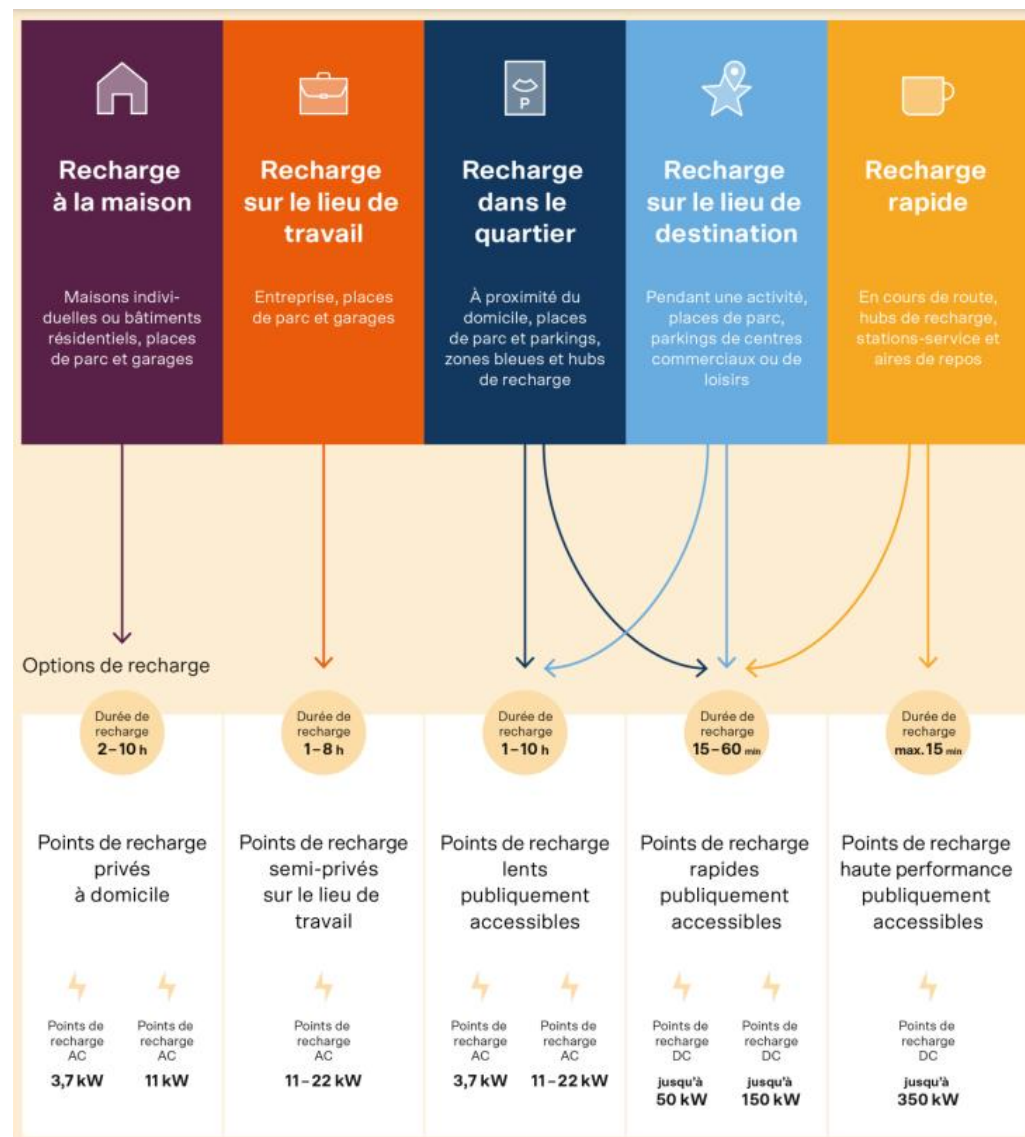 Recharge
à la maison
Maisons indivi-
duelles ou bâtiments
résidentiels, places
de parc et garages
Recharge
sur le lieu de
travail
Entreprise, places
de parc et garages
P
Recharge
dans le
quartier
À proximité du
domicile, places
de parc et parkings,
zones bleues et hubs
de recharge
Recharge
sur le lieu de
destination
Pendant une activité,
places de parc,
parkings de centres
commerciaux ou de
loisirs
Recharge
rapide
En cours de route,
hubs de recharge,
stations-service et
aires de repos
Options de recharge
Durée de
recharge
2–10 h
Points de recharge
privés
à domicile
Points de
recharge
AC
3,7 kW
Points de
recharge
AC
11 kW
Durée de
recharge
1–8 h
Points de recharge
semi-privés
sur le lieu de
travail
Points de
recharge
AC
11–22 kW
Durée de
recharge
1–10 h
Points de recharge
lents
publiquement
accessibles
Points de
recharge
AC
3,7 kW
Points de
recharge
AC
11–22 kW
Durée de
recharge
15–60 min
Points de recharge
rapides
publiquement
accessibles
Points de
recharge
DC
jusqu'à
50 kW
Points de
recharge
DC
jusqu'à
150 kW
Durée de
recharge
max. 15 min
Points de recharge
haute performance
publiquement
accessibles
Points de
recharge
DC
jusqu'à
350 kW